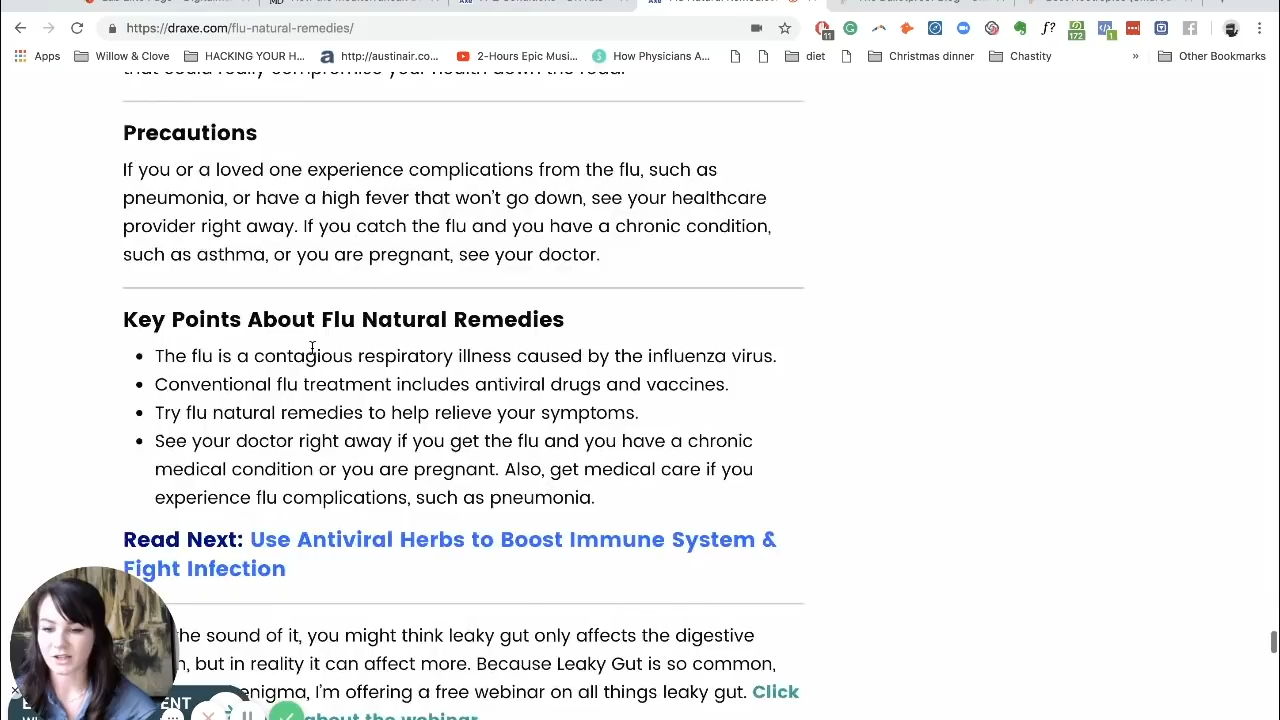 https://draxe.com/flu-natural-remedies/
11
172
1
Apps Willow & Clove HACKING YOUR H... http://austinair.co... 2-Hours Epic Musi... How Physicians A... diet Christmas dinner Chastity » Other Bookmarks
that could really compromise your health down the road.
Precautions
If you or a loved one experience complications from the flu, such as
pneumonia, or have a high fever that won't go down, see your healthcare
provider right away. If you catch the flu and you have a chronic condition,
such as asthma, or you are pregnant, see your doctor.
Key Points About Flu Natural Remedies
• The flu is a contagious respiratory illness caused by the influenza virus.
• Conventional flu treatment includes antiviral drugs and vaccines.
• Try flu natural remedies to help relieve your symptoms.
• See your doctor right away if you get the flu and you have a chronic
medical condition or you are pregnant. Also, get medical care if you
experience flu complications, such as pneumonia.
Read Next: Use Antiviral Herbs to Boost Immune System &
Fight Infection
the sound of it, you might think leaky gut only affects the digestive
, but in reality it can affect more. Because Leaky Gut is so common,
enigma, I'm offering a free webinar on all things leaky gut. Click
about the webinar